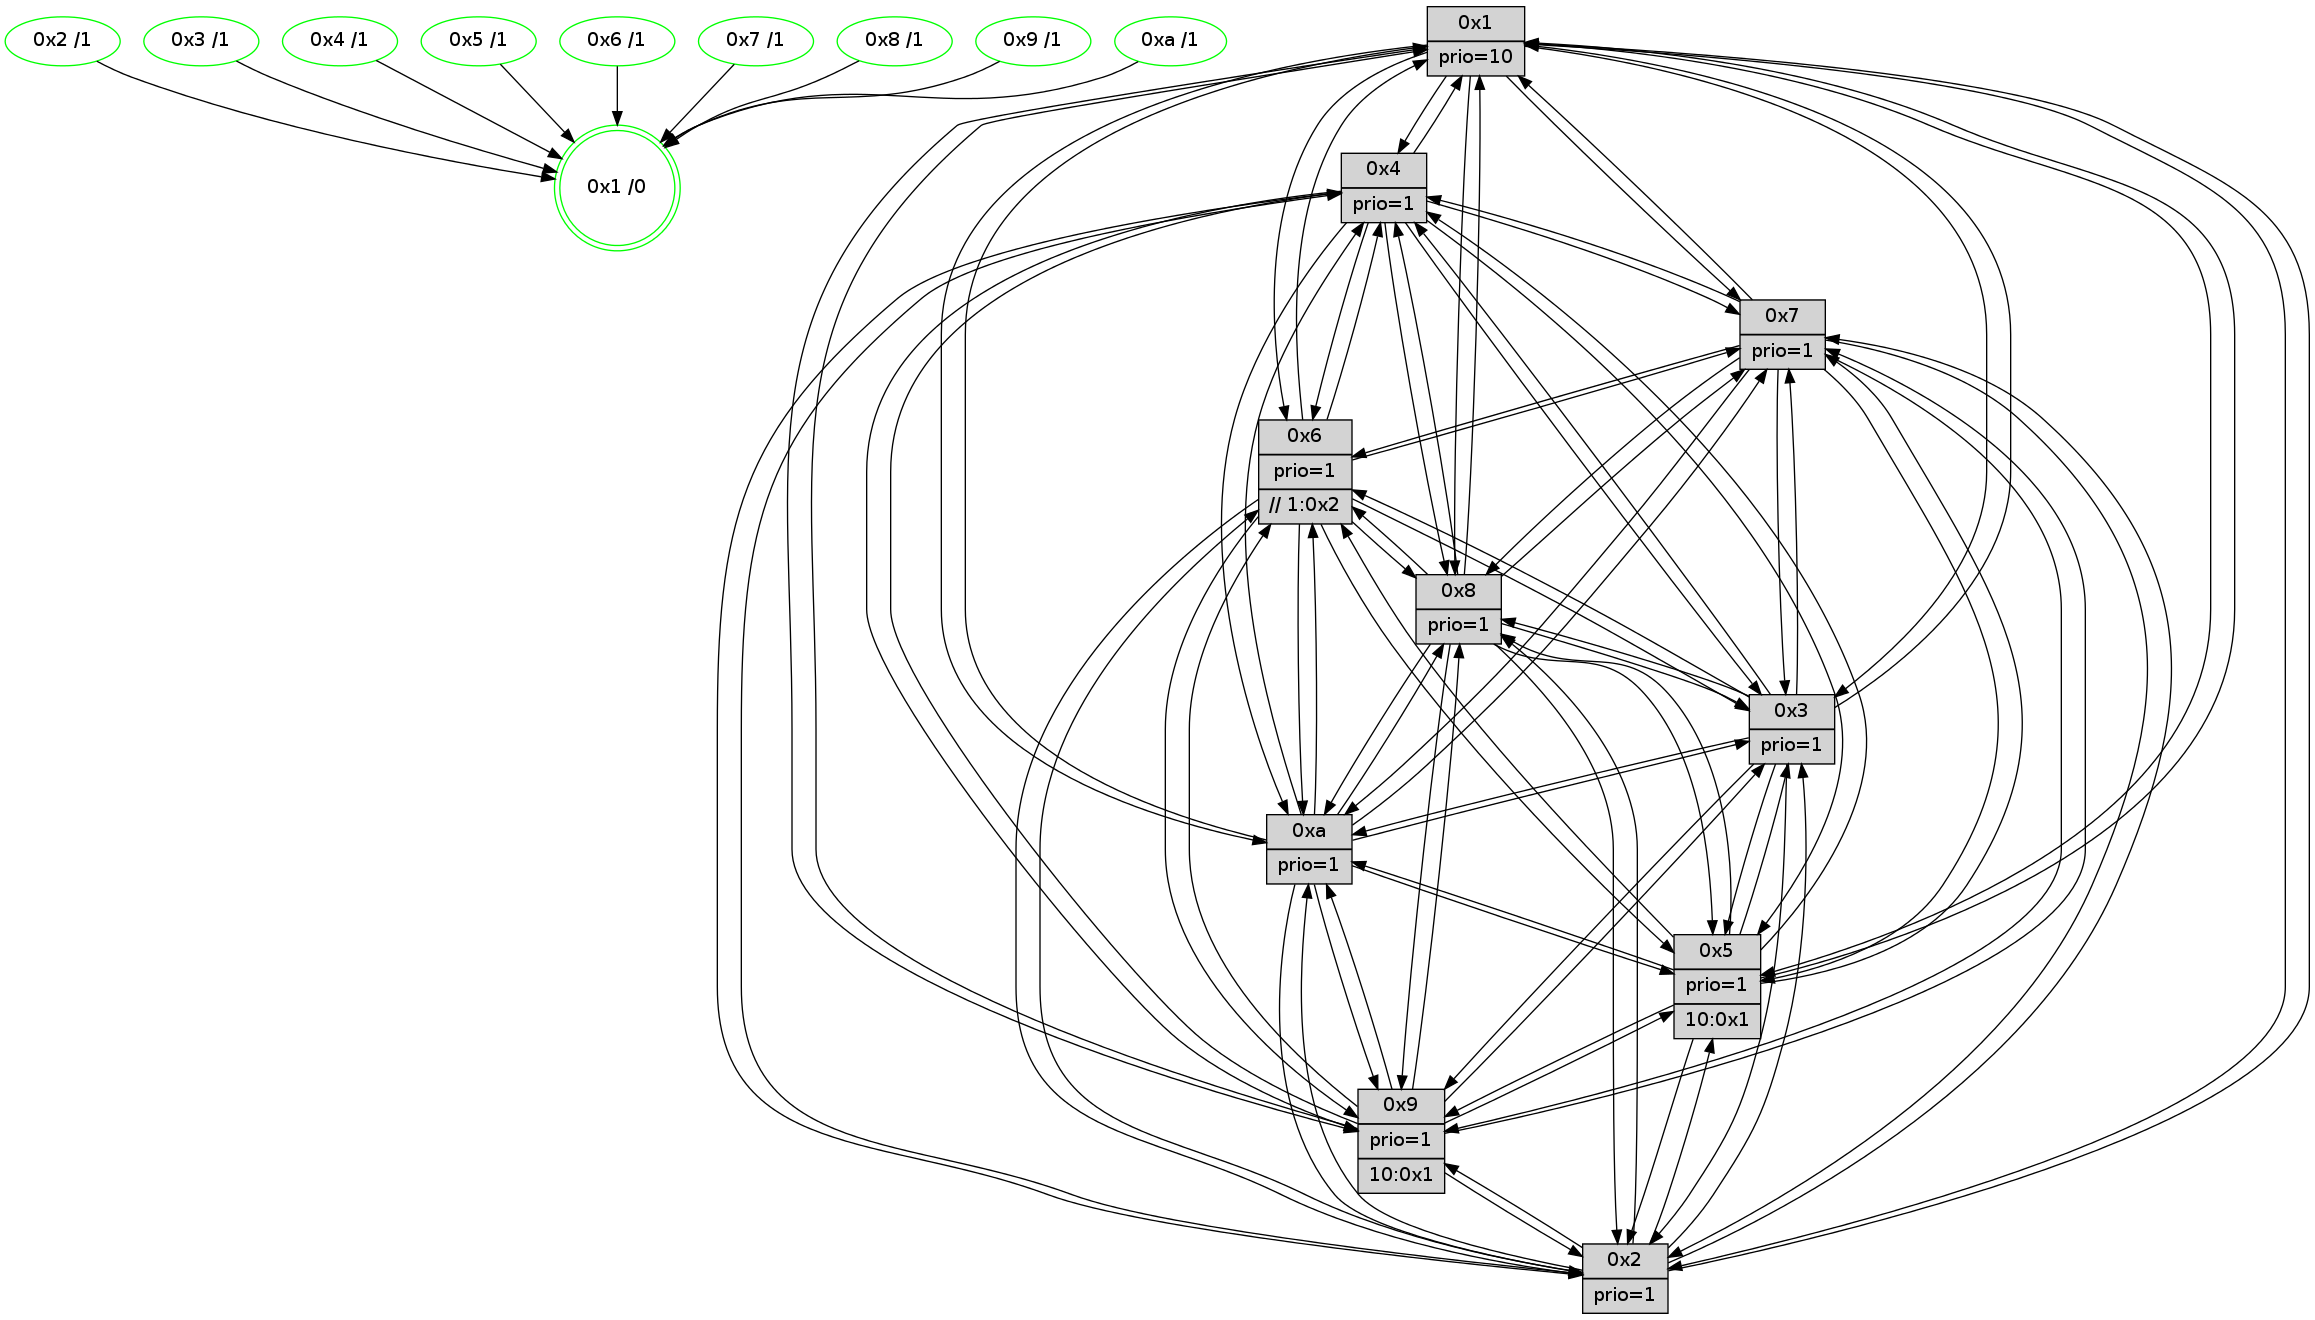 0x2 /1
0x3 /1
0x4 /1
0x5 /1
0x6 /1
0x7 /1
0x8 /1
0x9 /1
0xa /1
0x1 /0
0x1
prio=10
0x4
prio=1
0x7
prio=1
0x6
prio=1
// 1:0x2
0x8
prio=1
0x3
prio=1
0xa
prio=1
0x5
prio=1
10:0x1
0x9
prio=1
10:0x1
0x2
prio=1